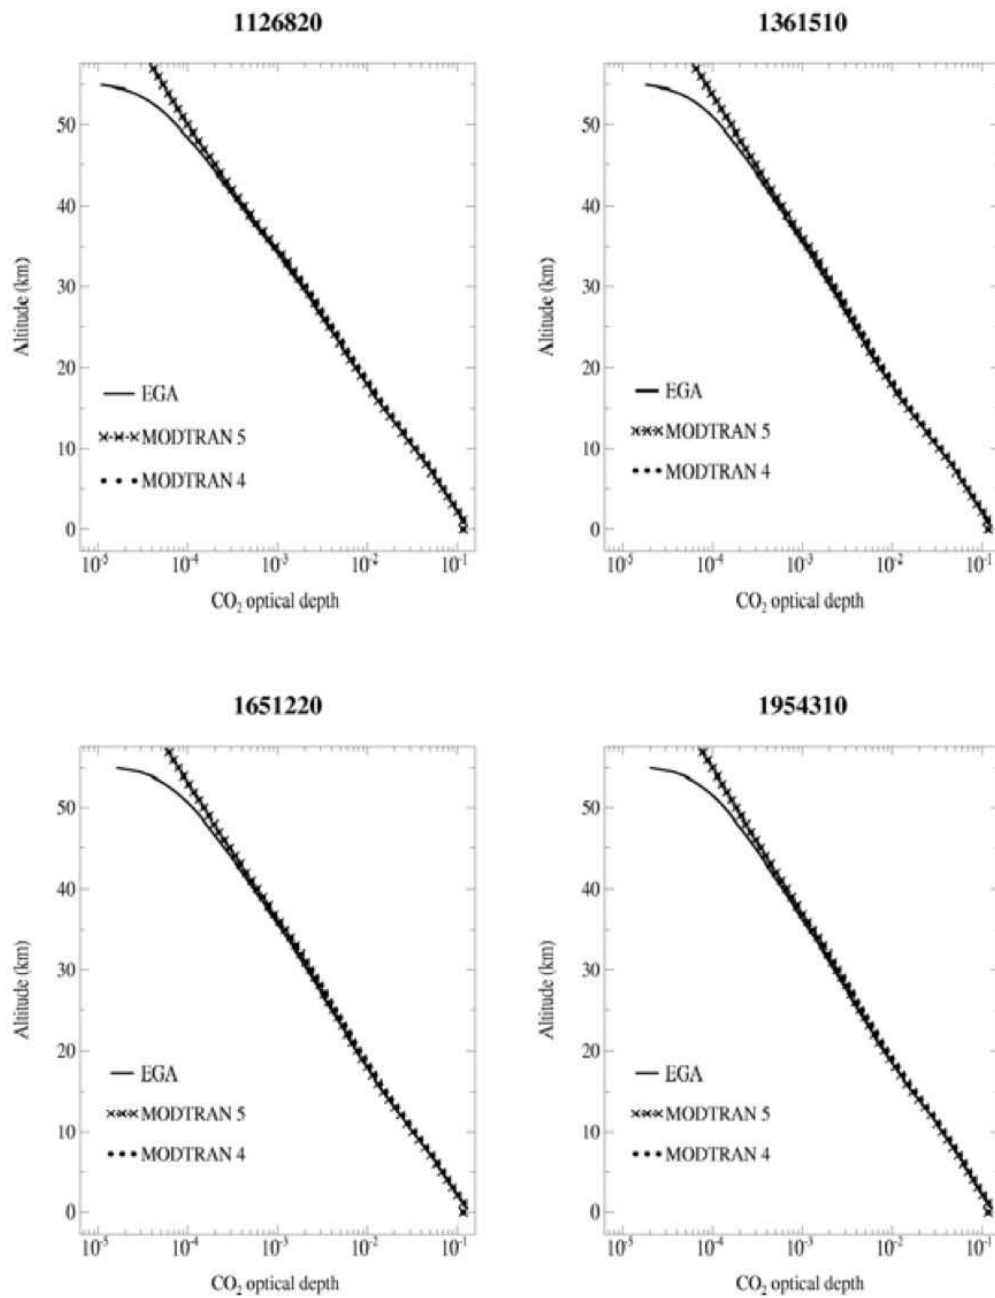 1126820
1361510
50
40
30
20
10
0
Altitude (km)
EGA
MODTRAN 5
MODTRAN 4
10⁻⁵ 10⁻⁴ 10⁻³ 10⁻² 10⁻¹
CO₂ optical depth
50
40
30
20
10
0
Altitude (km)
EGA
MODTRAN 5
MODTRAN 4
10⁻⁵ 10⁻⁴ 10⁻³ 10⁻² 10⁻¹
CO₂ optical depth
1651220
1954310
50
40
30
20
10
0
Altitude (km)
EGA
MODTRAN 5
MODTRAN 4
10⁻⁵ 10⁻⁴ 10⁻³ 10⁻² 10⁻¹
CO₂ optical depth
50
40
30
20
10
0
Altitude (km)
EGA
MODTRAN 5
MODTRAN 4
10⁻⁵ 10⁻⁴ 10⁻³ 10⁻² 10⁻¹
CO₂ optical depth